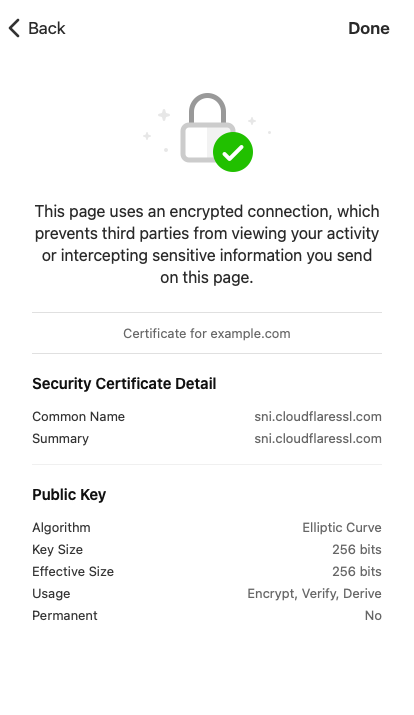 Back
Done
This page uses an encrypted connection, which
prevents third parties from viewing your activity
or intercepting sensitive information you send
on this page.
Certificate for example.com
Security Certificate Detail
Common Name sni.cloudflaressl.com
Summary sni.cloudflaressl.com
Public Key
Algorithm Elliptic Curve
Key Size 256 bits
Effective Size 256 bits
Usage Encrypt, Verify, Derive
Permanent No